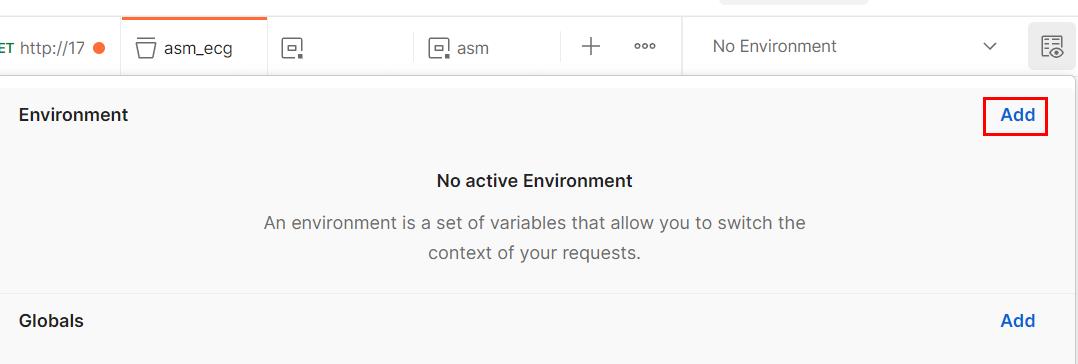 ET http://17 asm_ecg asm No Environment
Environment Add
No active Environment
An environment is a set of variables that allow you to switch the
context of your requests.
Globals Add